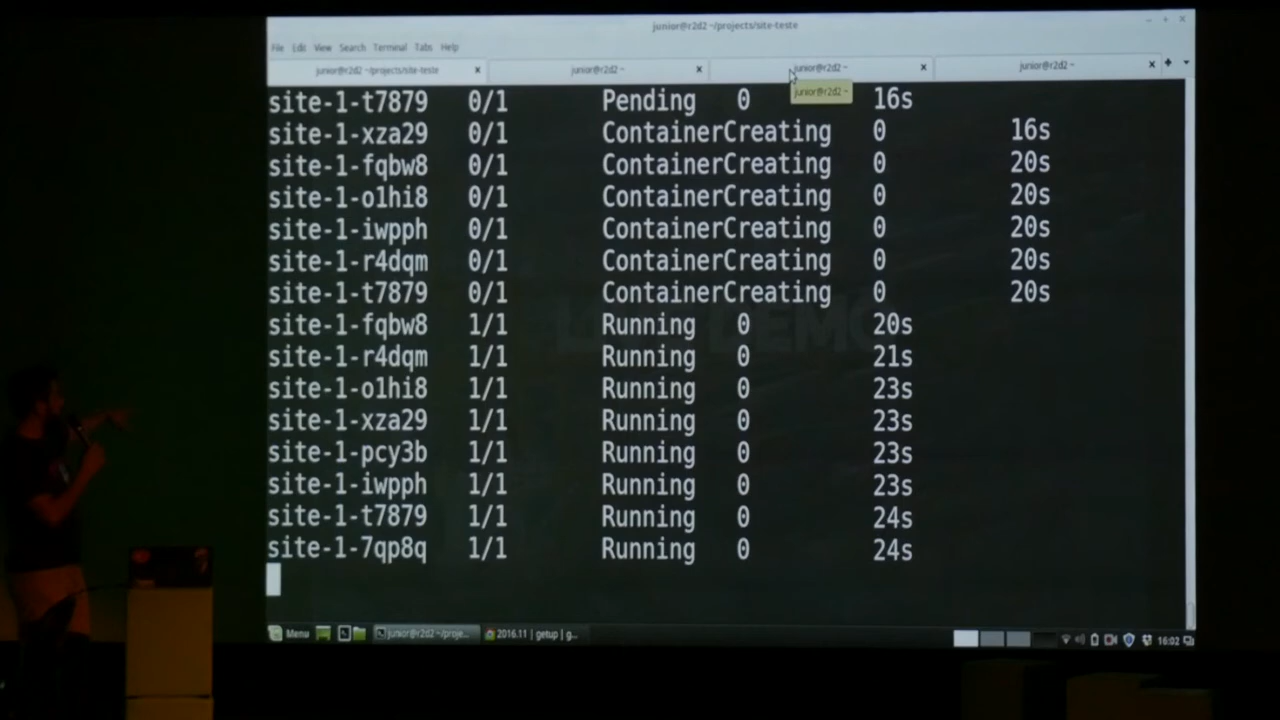 junior@r2d2 ~/projects/site-teste
File Edit View Search Terminal Tabs Help
junior@r2d2 ~/projects/site-teste junior@r2d2 ~ junior@r2d2 ~ junior@r2d2 ~
junior@r2d2 ~
site-1-t7879 0/1 Pending 0 16s
site-1-xza29 0/1 ContainerCreating 0 16s
site-1-fqbw8 0/1 ContainerCreating 0 20s
site-1-o1hi8 0/1 ContainerCreating 0 20s
site-1-iwpph 0/1 ContainerCreating 0 20s
site-1-r4dqm 0/1 ContainerCreating 0 20s
site-1-t7879 0/1 ContainerCreating 0 20s
site-1-fqbw8 1/1 Running 0 20s
site-1-r4dqm 1/1 Running 0 21s
site-1-o1hi8 1/1 Running 0 23s
site-1-xza29 1/1 Running 0 23s
site-1-pcy3b 1/1 Running 0 23s
site-1-iwpph 1/1 Running 0 23s
site-1-t7879 1/1 Running 0 24s
site-1-7qp8q 1/1 Running 0 24s
Menu junior@r2d2 ~/proje... 2016.11 | getup | g... 16:02